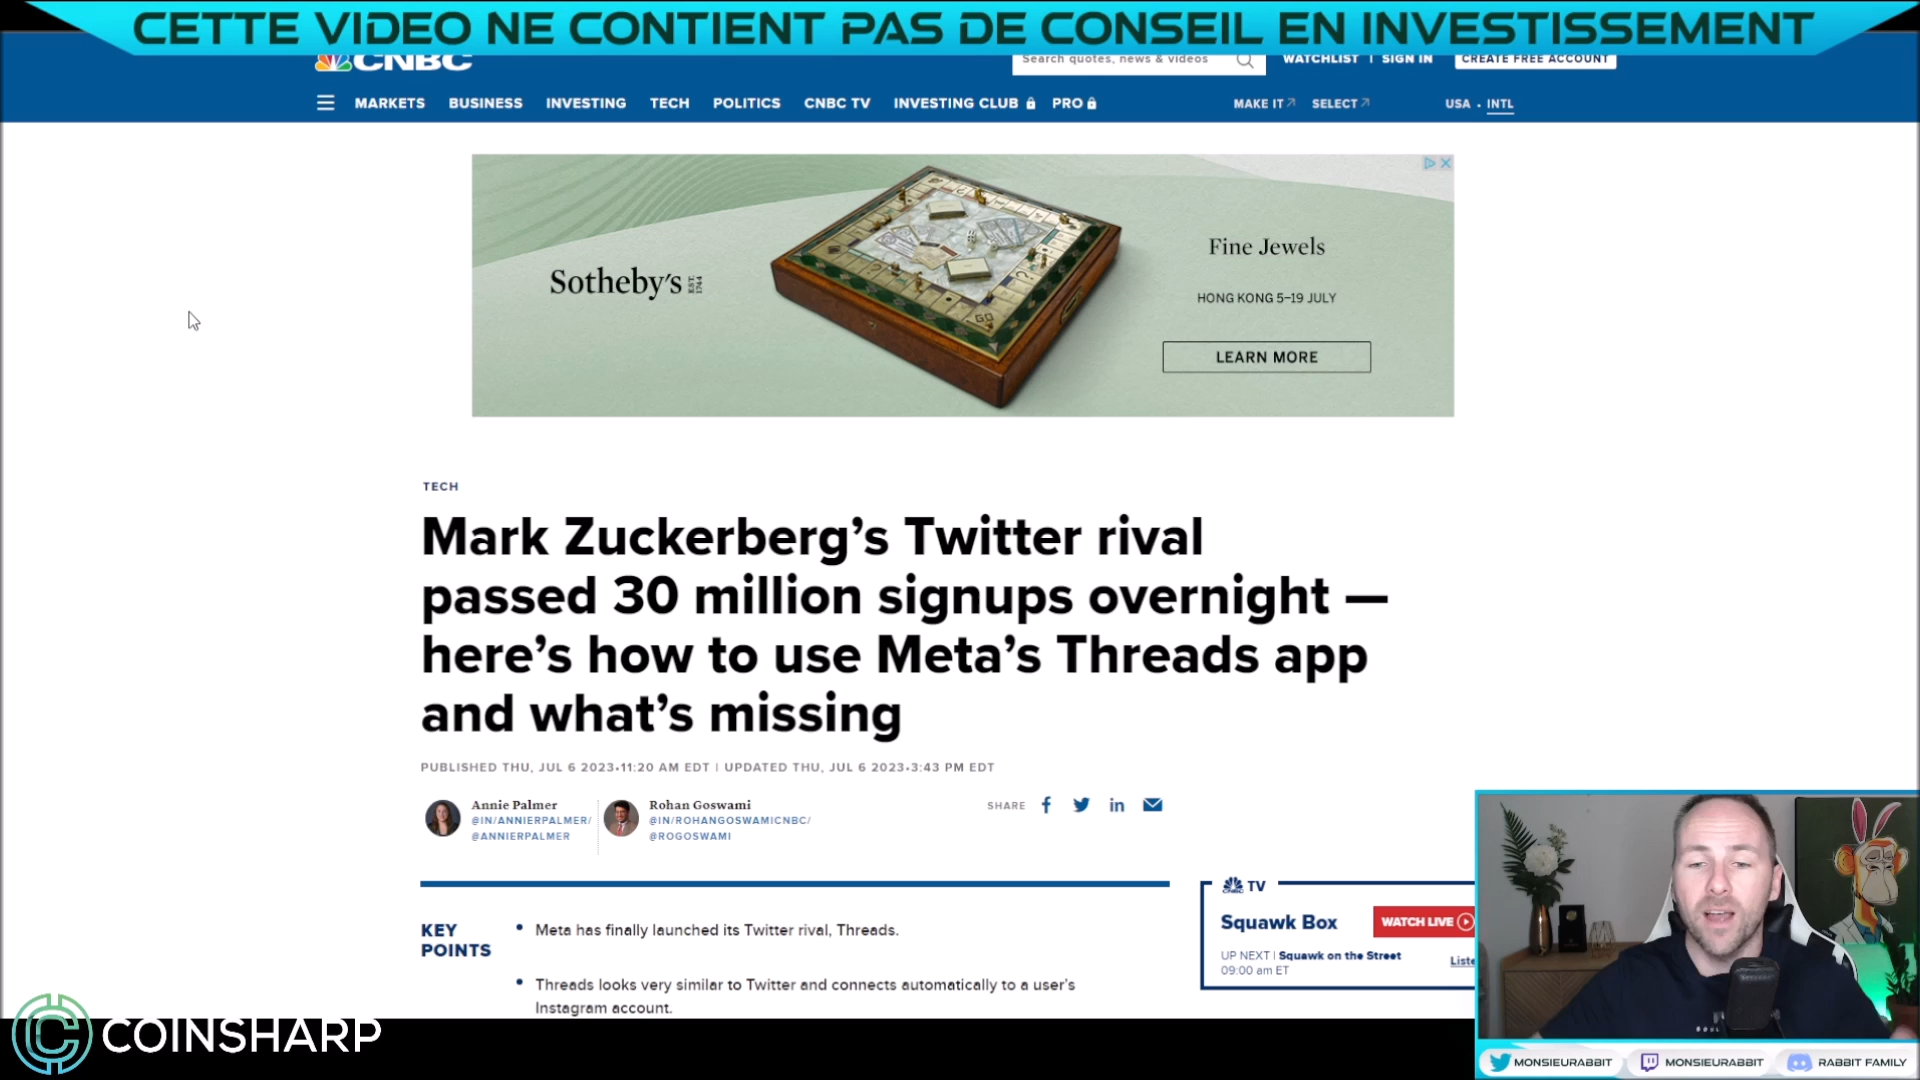 CETTE VIDEO NE CONTIENT PAS DE CONSEIL EN INVESTISSEMENT
CNBC
Search quotes, news & videos
WATCHLIST | SIGN IN
CREATE FREE ACCOUNT
MARKETS BUSINESS INVESTING TECH POLITICS CNBC TV INVESTING CLUB PRO
MAKE IT SELECT USA • INTL
Sotheby's EST. 1744
Fine Jewels
HONG KONG 5–19 JULY
LEARN MORE
GO
TECH
Mark Zuckerberg’s Twitter rival
passed 30 million signups overnight —
here’s how to use Meta’s Threads app
and what’s missing
PUBLISHED THU, JUL 6 2023•11:20 AM EDT | UPDATED THU, JUL 6 2023•3:43 PM EDT
Annie Palmer
@IN/ANNIERPALMER/
@ANNIERPALMER
Rohan Goswami
@IN/ROHANGOSWAMICNBC/
@ROGOSWAMI
SHARE
KEY
POINTS
• Meta has finally launched its Twitter rival, Threads.
• Threads looks very similar to Twitter and connects automatically to a user’s
Instagram account.
CNBC TV
Squawk Box
WATCH LIVE
UP NEXT | Squawk on the Street
09:00 am ET
COINSHARP
MONSIEURABBIT
MONSIEURABBIT
RABBIT FAMILY